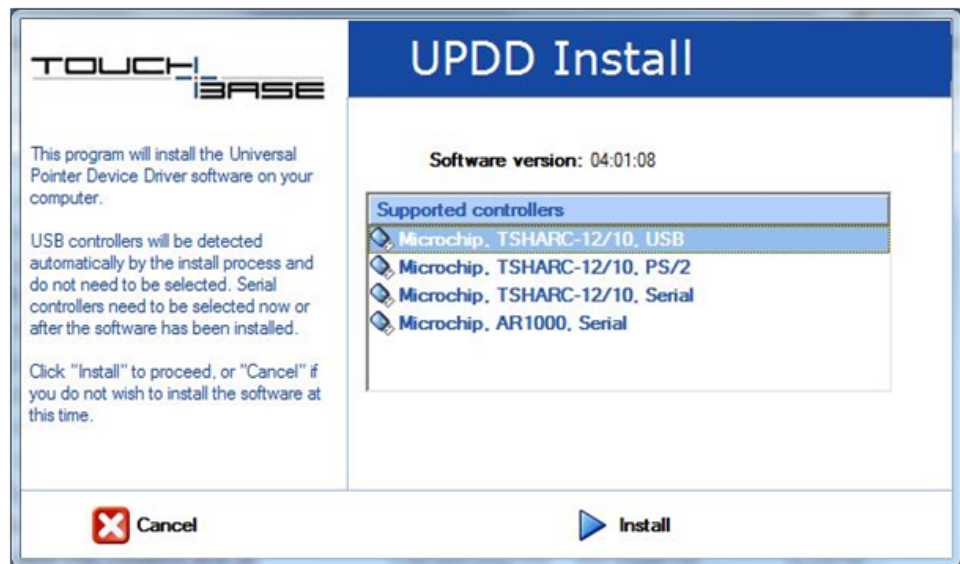 TOUCH
BASE
UPDD Install
This program will install the Universal
Pointer Device Driver software on your
computer.
USB controllers will be detected
automatically by the install process and
do not need to be selected. Serial
controllers need to be selected now or
after the software has been installed.
Click "Install" to proceed, or "Cancel" if
you do not wish to install the software at
this time.
Software version: 04:01:08
Supported controllers
Microchip, TSHARC-12/10, USB
Microchip, TSHARC-12/10, PS/2
Microchip, TSHARC-12/10, Serial
Microchip, AR1000, Serial
Cancel
Install